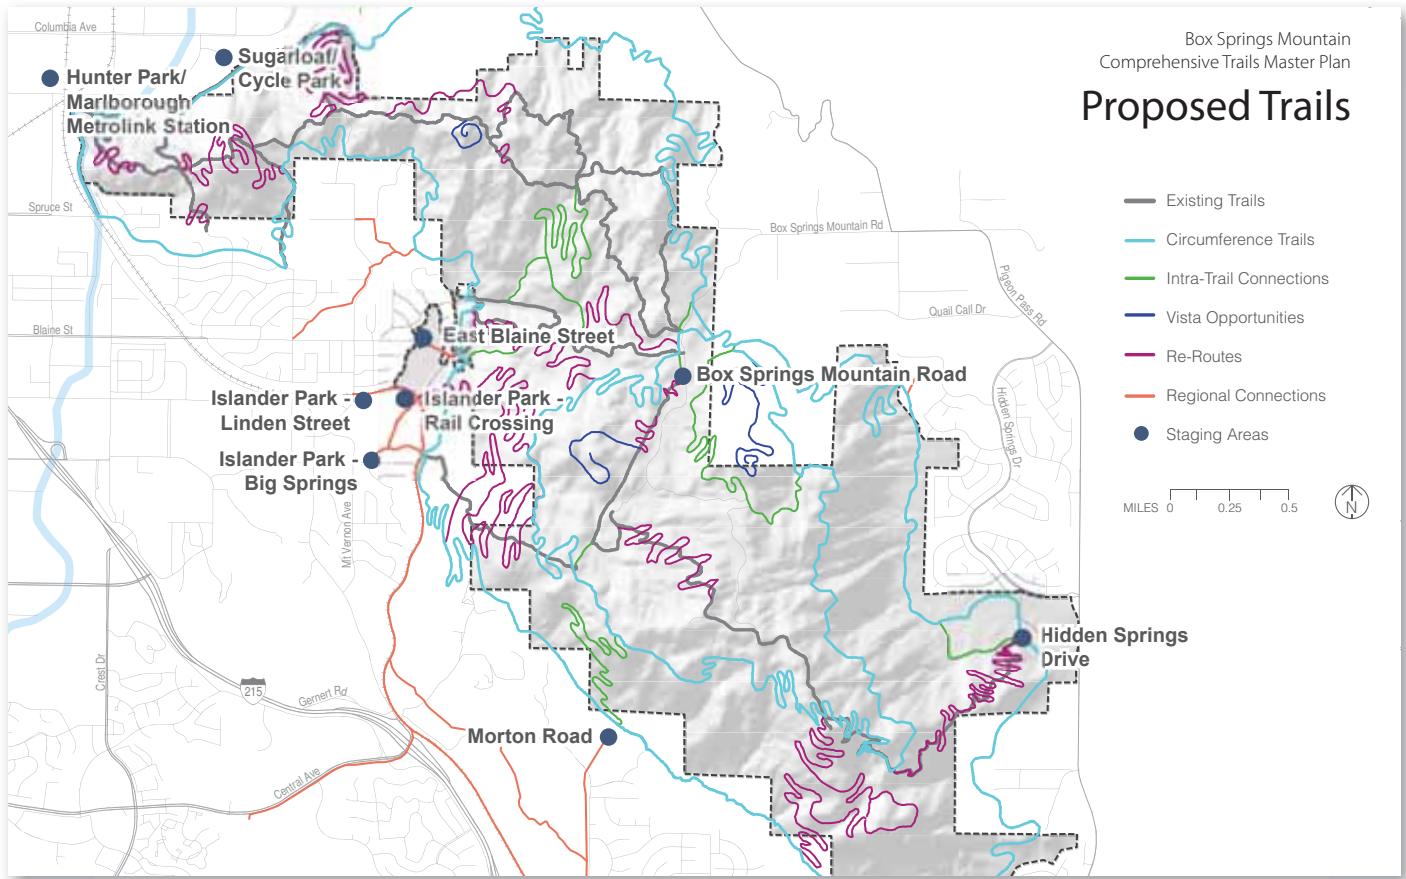 Box Springs Mountain
Comprehensive Trails Master Plan
Proposed Trails
Existing Trails
Circumference Trails
Intra-Trail Connections
Vista Opportunities
Re-Routes
Regional Connections
Staging Areas
MILES 0 0.25 0.5
N
Columbia Ave
Sugarloaf/
Cycle Park
Hunter Park/
Marlborough
Metrolink Station
Spruce St
Box Springs Mountain Rd
Pigeon Pass Rd
Quail Call Dr
Blaine St
East Blaine Street
Box Springs Mountain Road
Hidden Springs Dr
Islander Park -
Linden Street
Islander Park -
Rail Crossing
Islander Park -
Big Springs
Mt Vernon Ave
Hidden Springs
Drive
Crest Dr
215
Gernert Rd
Morton Road
Central Ave